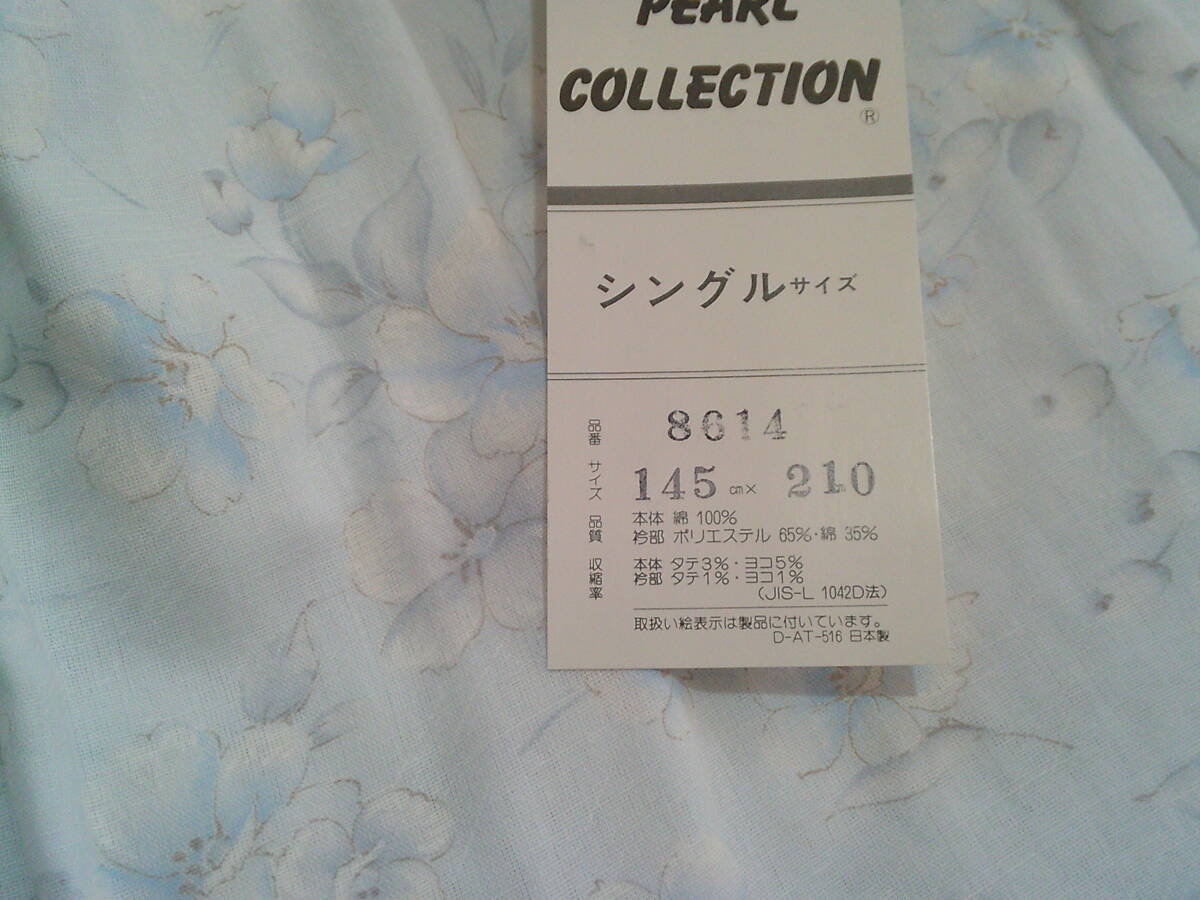 PEARL
COLLECTION
®
シングルサイズ
品番 8614
サイズ 145cm× 210
品質 本体 綿 100%
衿部 ポリエステル 65%・綿 35%
収縮率 本体 タテ3%・ヨコ5%
衿部 タテ1%・ヨコ1%
(JIS-L 1042D法)
取扱い絵表示は製品に付いています。
D-AT-516 日本製